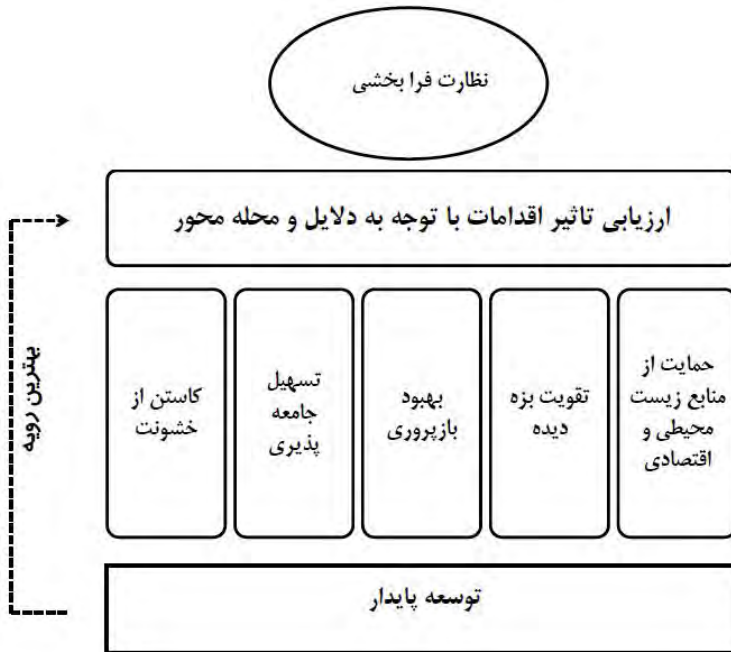 نظارت فرا بخشی
ارزیابی تاثیر اقدامات با توجه به دلایل و محله محور
حمایت از
منابع زیست
محیطی و
اقتصادی
تقویت بزه
دیده
بهبود
بازپروری
تسهیل
جامعه
پذیری
کاستن از
خشونت
بهترین رویه
توسعه پایدار